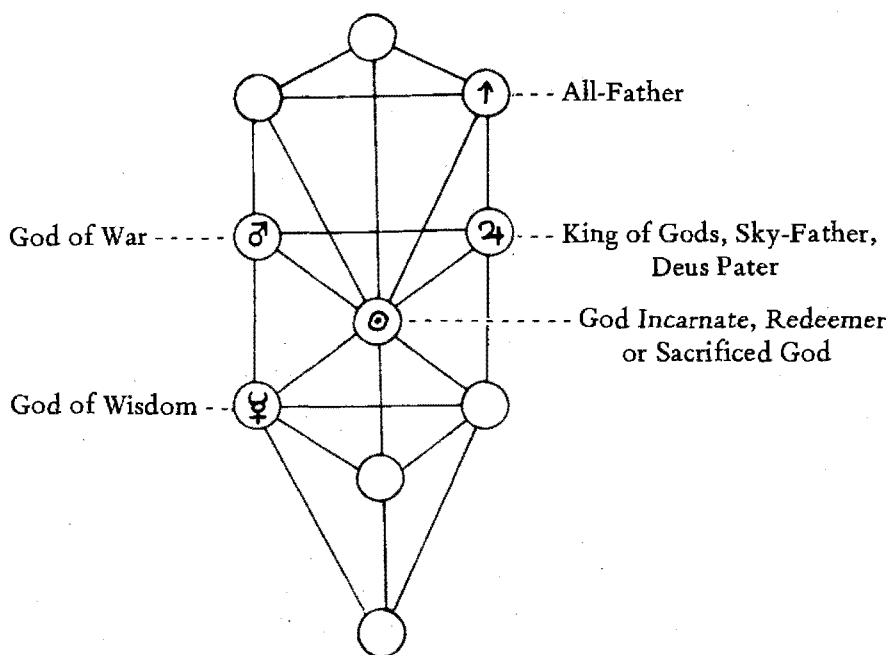 All-Father
God of War
King of Gods, Sky-Father,
Deus Pater
God Incarnate, Redeemer
or Sacrificed God
God of Wisdom